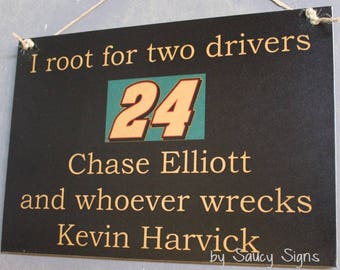 I root for two drivers
24
Chase Elliott
and whoever wrecks
Kevin Harvick
by Saucy Signs